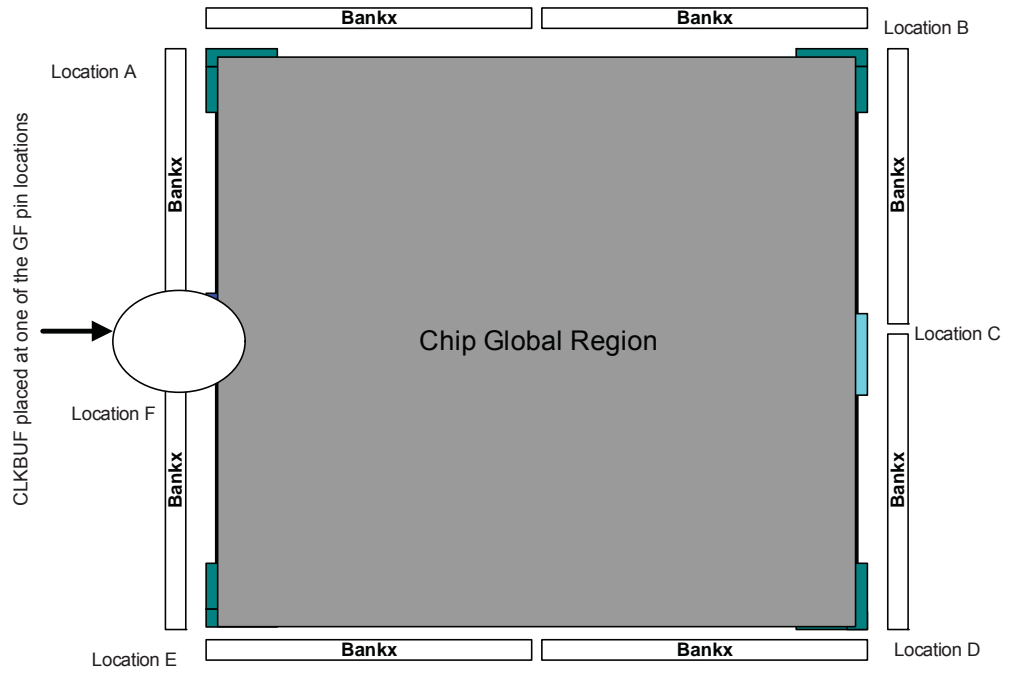 Bankx
Bankx
Location B
Location A
CLKBUF placed at one of the GF pin locations
Bankx
Bankx
Chip Global Region
Location C
Location F
Bankx
Bankx
Location E
Bankx
Bankx
Location D